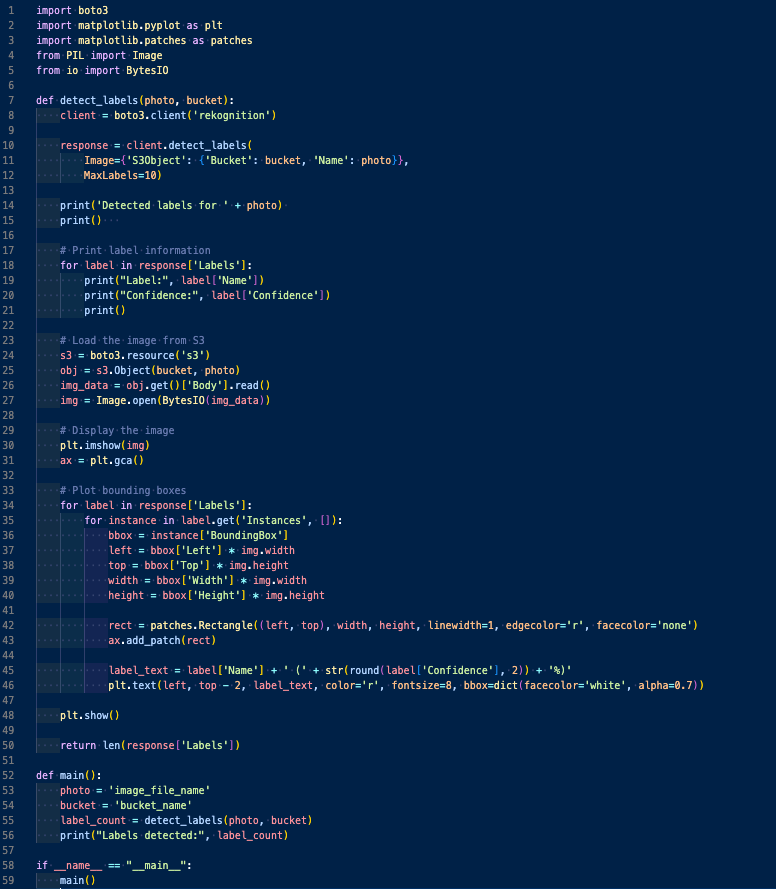 1 import boto3
2 import matplotlib.pyplot as plt
3 import matplotlib.patches as patches
4 from PIL import Image
5 from io import BytesIO
6
7 def detect_labels(photo, bucket):
8     client = boto3.client('rekognition')
9
10     response = client.detect_labels(
11         Image={'S3Object': {'Bucket': bucket, 'Name': photo}},
12         MaxLabels=10)
13
14     print('Detected labels for ' + photo)
15     print()
16
17     # Print label information
18     for label in response['Labels']:
19         print("Label:", label['Name'])
20         print("Confidence:", label['Confidence'])
21         print()
22
23     # Load the image from S3
24     s3 = boto3.resource('s3')
25     obj = s3.Object(bucket, photo)
26     img_data = obj.get()['Body'].read()
27     img = Image.open(BytesIO(img_data))
28
29     # Display the image
30     plt.imshow(img)
31     ax = plt.gca()
32
33     # Plot bounding boxes
34     for label in response['Labels']:
35         for instance in label.get('Instances', []):
36             bbox = instance['BoundingBox']
37             left = bbox['Left'] * img.width
38             top = bbox['Top'] * img.height
39             width = bbox['Width'] * img.width
40             height = bbox['Height'] * img.height
41
42             rect = patches.Rectangle((left, top), width, height, linewidth=1, edgecolor='r', facecolor='none')
43             ax.add_patch(rect)
44
45             label_text = label['Name'] + ' (' + str(round(label['Confidence'], 2)) + '%)'
46             plt.text(left, top - 2, label_text, color='r', fontsize=8, bbox=dict(facecolor='white', alpha=0.7))
47
48     plt.show()
49
50     return len(response['Labels'])
51
52 def main():
53     photo = 'image_file_name'
54     bucket = 'bucket_name'
55     label_count = detect_labels(photo, bucket)
56     print("Labels detected:", label_count)
57
58 if __name__ == "__main__":
59     main()